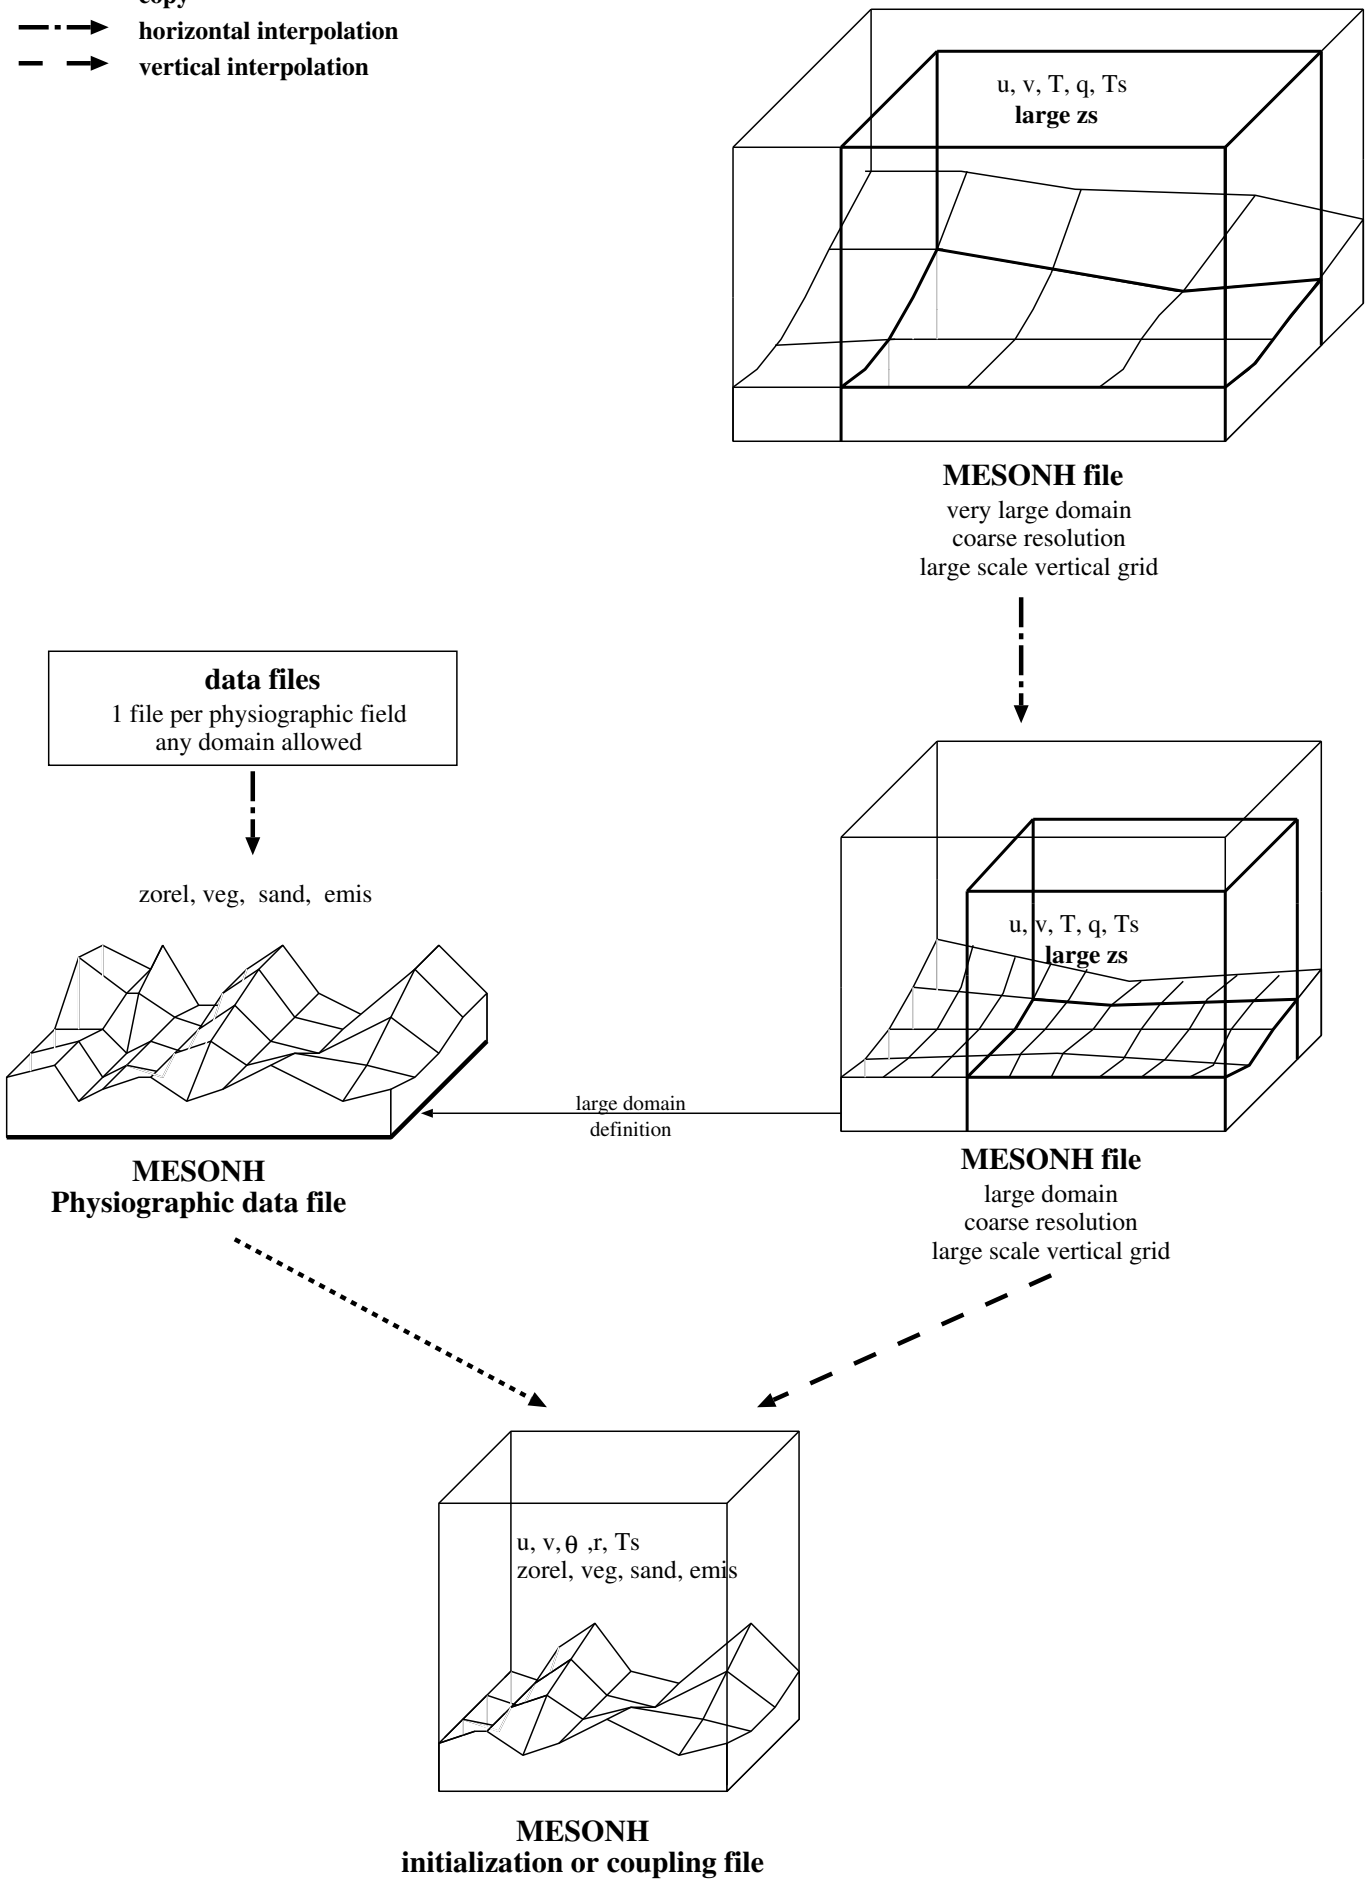 copy
horizontal interpolation
vertical interpolation
u, v, T, q, Ts
large zs
MESONH file
very large domain
coarse resolution
large scale vertical grid
data files
1 file per physiographic field
any domain allowed
zorel, veg, sand, emis
u, v, T, q, Ts
large zs
large domain
definition
MESONH
Physiographic data file
MESONH file
large domain
coarse resolution
large scale vertical grid
u, v, θ ,r, Ts
zorel, veg, sand, emis
MESONH
initialization or coupling file